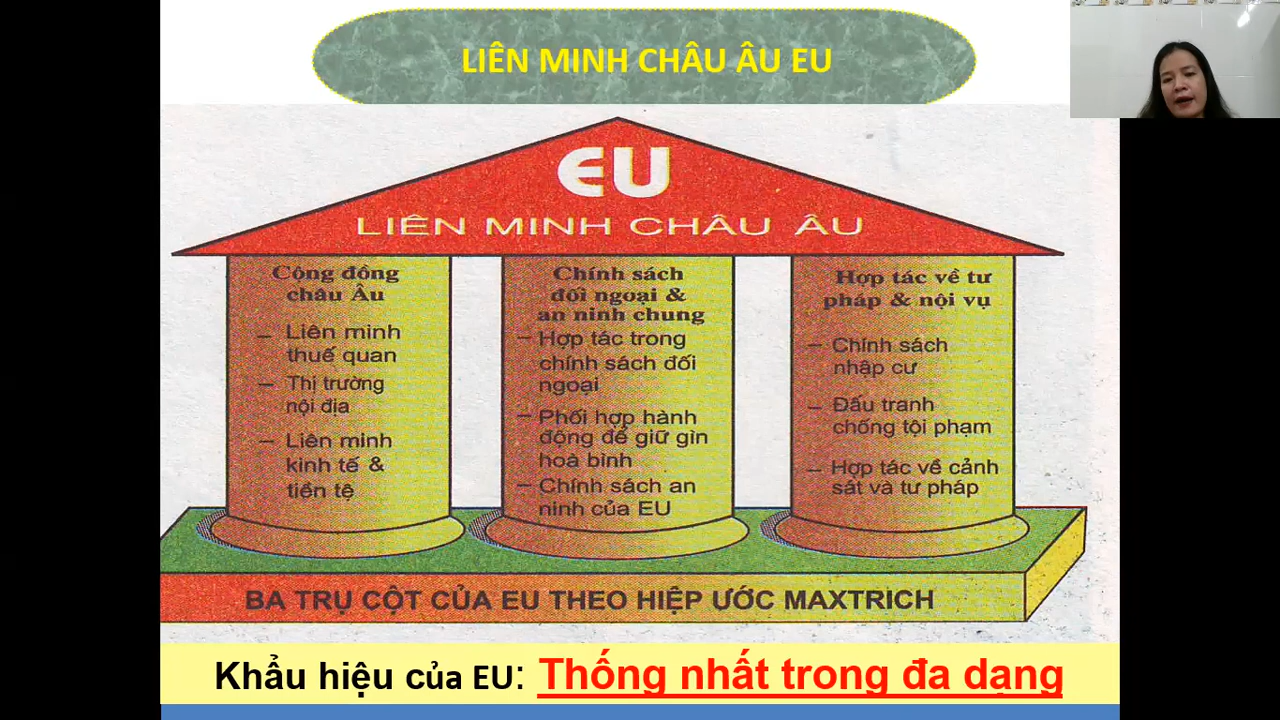 LIÊN MINH CHÂU ÂU EU
EU
LIÊN MINH CHÂU ÂU
Cộng đồng
châu Âu
– Liên minh
thuế quan
– Thị trường
nội địa
– Liên minh
kinh tế &
tiền tệ
Chính sách
đối ngoại &
an ninh chung
– Hợp tác trong
chính sách đối
ngoại
– Phối hợp hành
động để giữ gìn
hoà bình
– Chính sách an
ninh của EU
Hợp tác về tư
pháp & nội vụ
– Chính sách
nhập cư
– Đấu tranh
chống tội phạm
– Hợp tác về cảnh
sát và tư pháp
BA TRỤ CỘT CỦA EU THEO HIỆP ƯỚC MAXTRICH
Khẩu hiệu của EU: Thống nhất trong đa dạng